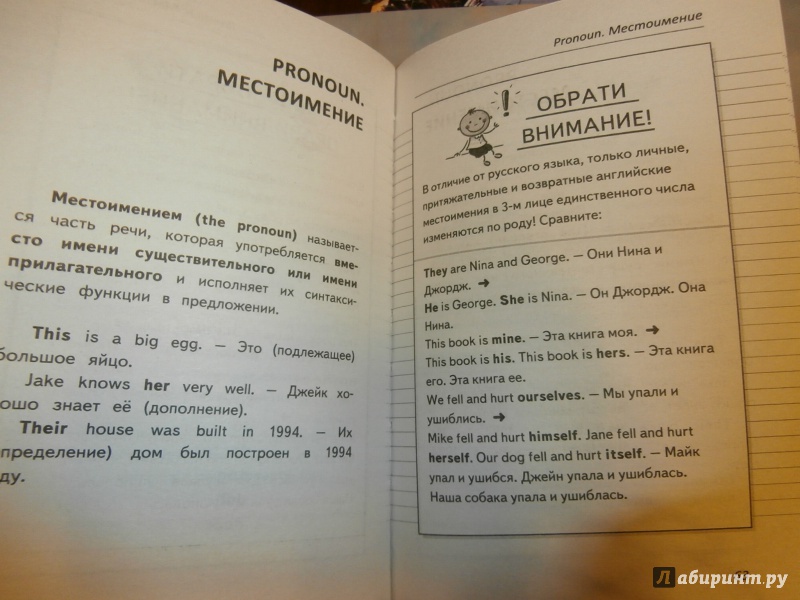 PRONOUN.
МЕСТОИМЕНИЕ
Местоимением (the pronoun) называет-
ся часть речи, которая употребляется вме-
сто имени существительного или имени
прилагательного и исполняет их синтакси-
ческие функции в предложении.
This is a big egg. — Это (подлежащее)
большое яйцо.
Jake knows her very well. — Джейк хо-
ошо знает её (дополнение).
Their house was built in 1994. — Их
пределение) дом был построен в 1994
ду.
Pronoun. Местоимение
ОБРАТИ
ВНИМАНИЕ!
В отличие от русского языка, только личные,
притяжательные и возвратные английские
местоимения в 3-м лице единственного числа
изменяются по роду! Сравните:
They are Nina and George. — Они Нина и
Джордж. ➜
He is George. She is Nina. — Он Джордж. Она
Нина.
This book is mine. — Эта книга моя. ➜
This book is his. This book is hers. — Эта книга
его. Эта книга ее.
We fell and hurt ourselves. — Мы упали и
ушиблись. ➜
Mike fell and hurt himself. Jane fell and hurt
herself. Our dog fell and hurt itself. — Майк
упал и ушибся. Джейн упала и ушиблась.
Наша собака упала и ушиблась.
Лабиринт.ру